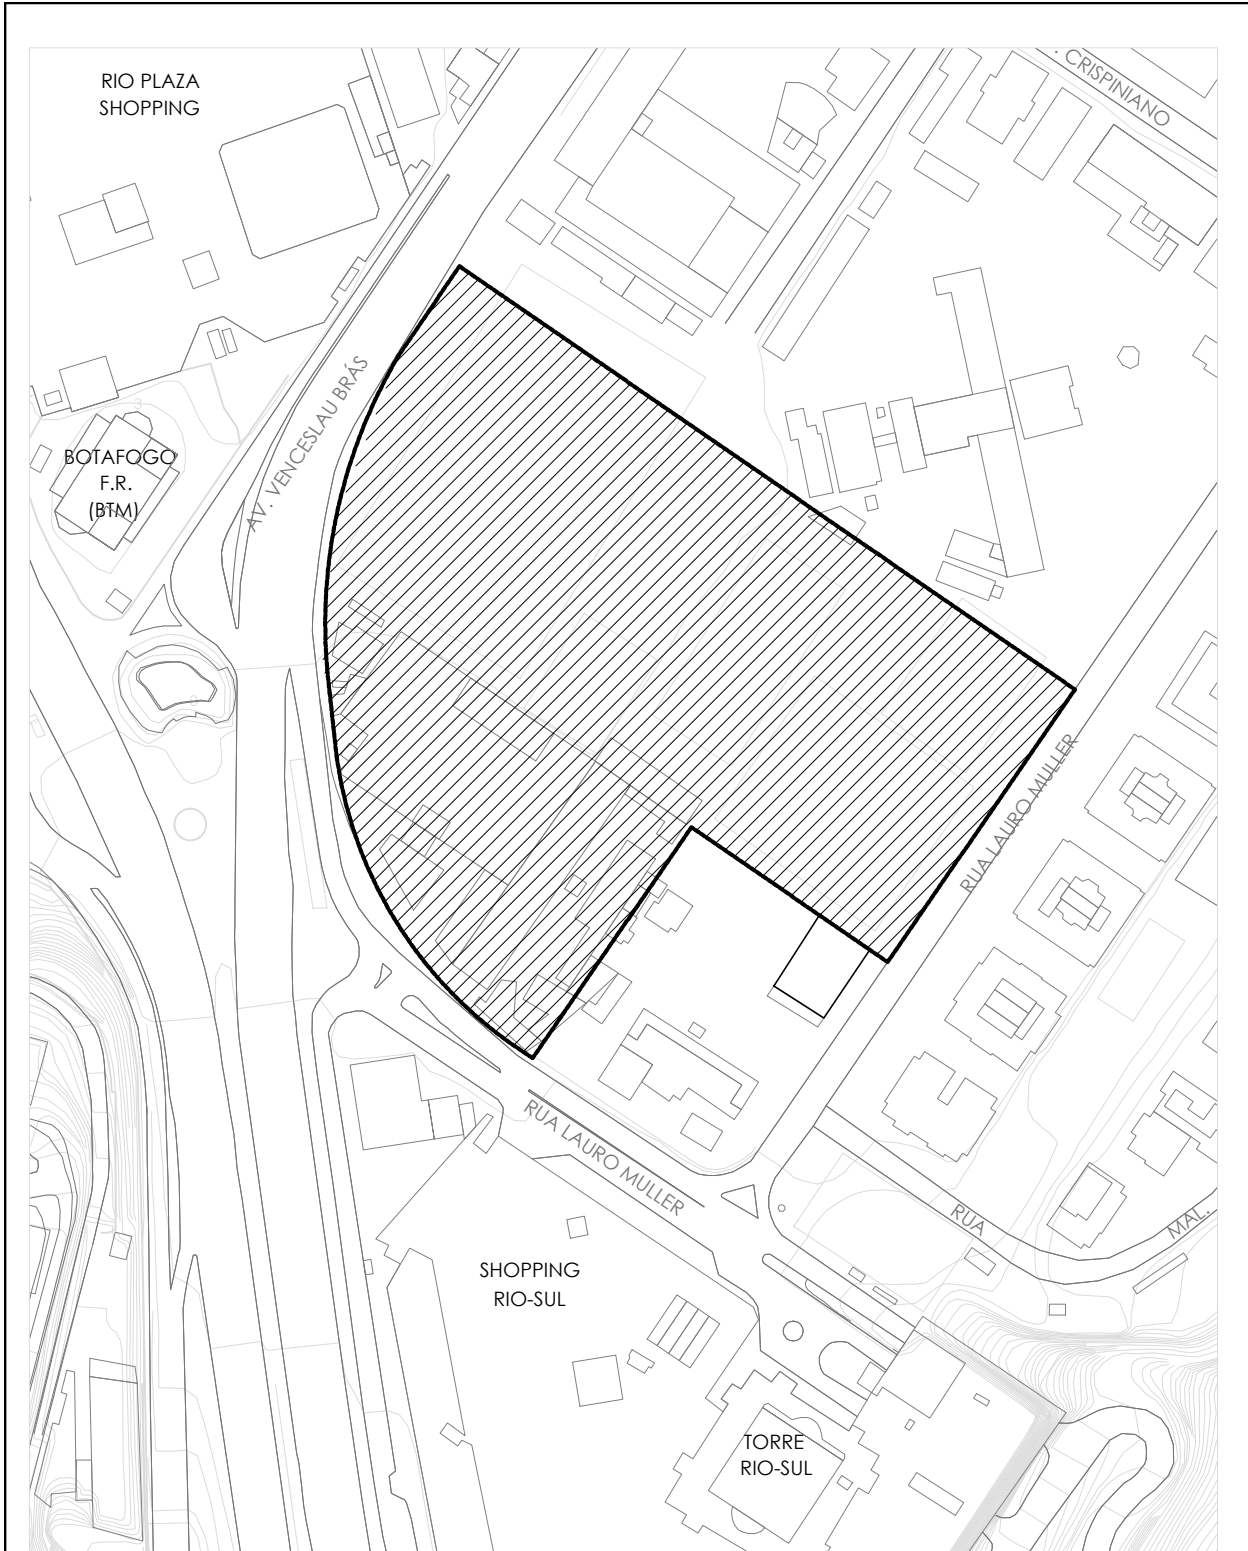 RIO PLAZA
SHOPPING
. CRISPINIANO
AV. VENCESLAU BRÁS
BOTAFOGO
F.R.
(BTM)
RUA LAURO MULLER
RUA LAURO MULLER
RUA
MAL.
SHOPPING
RIO-SUL
TORRE
RIO-SUL